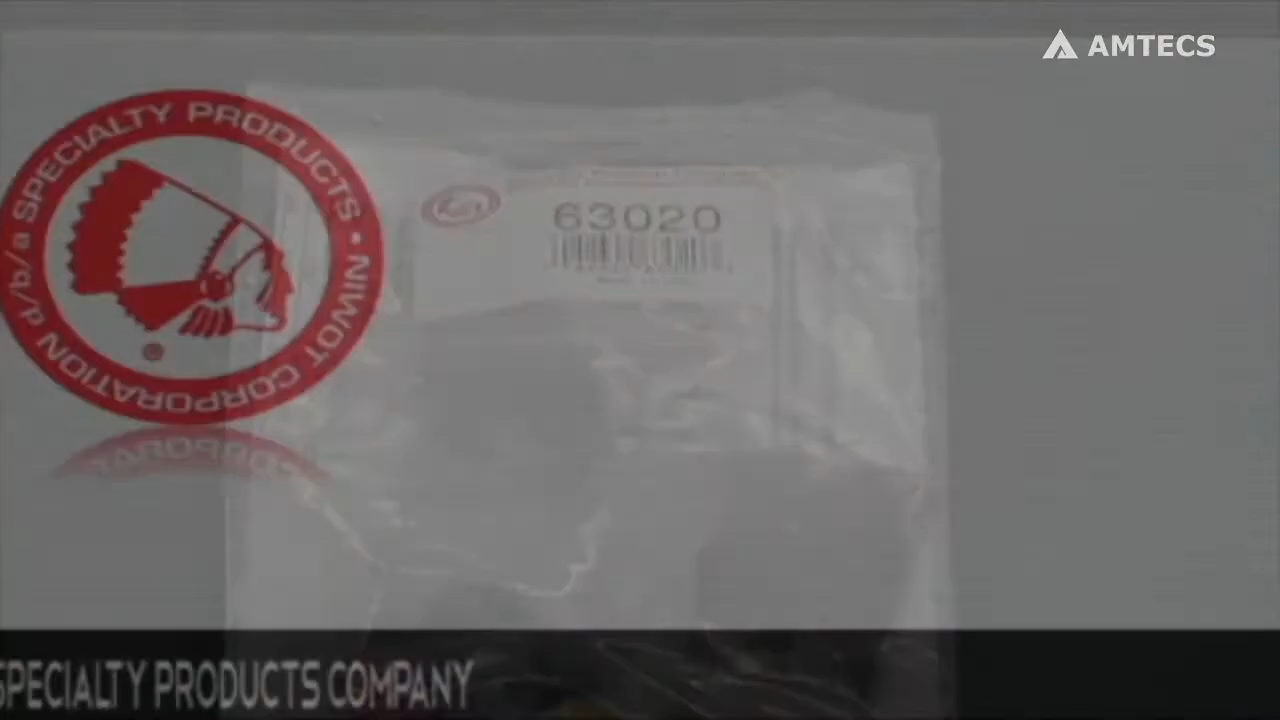 AMTECS
SPECIALTY PRODUCTS • NIWOT CORPORATION d/b/a
®
63020
SPECIALTY PRODUCTS COMPANY